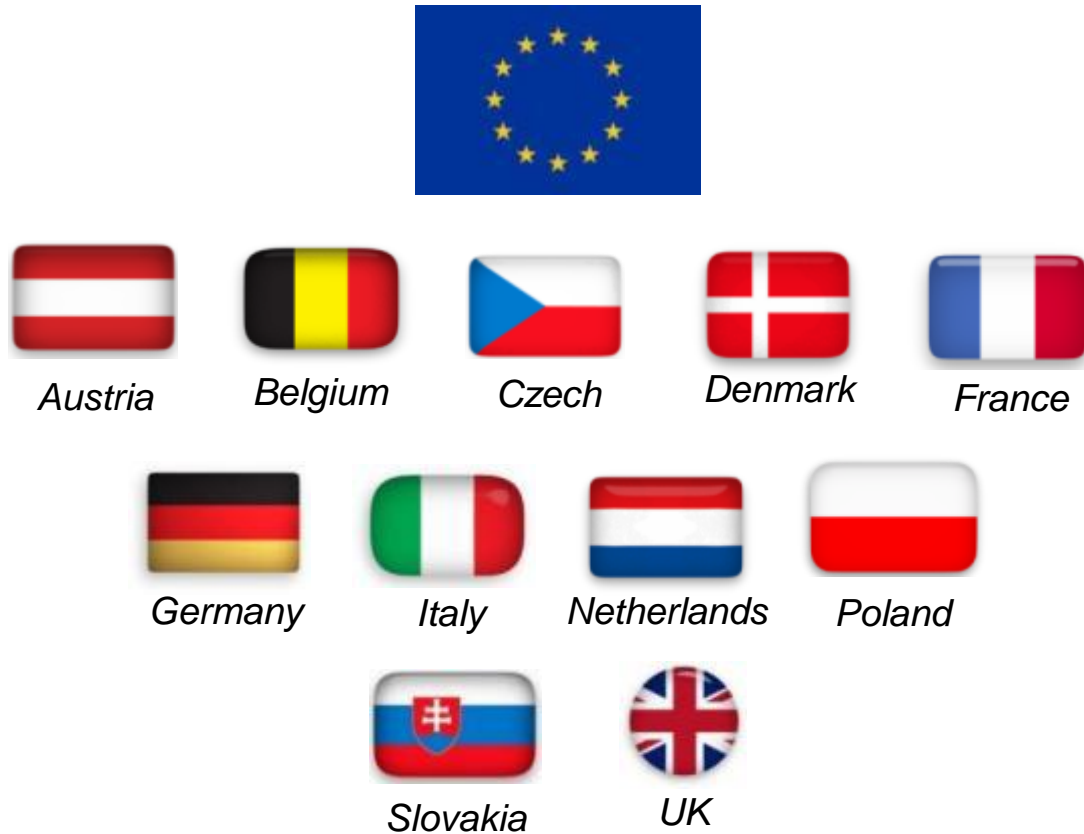 Austria
Belgium
Czech
Denmark
France
Germany
Italy
Netherlands
Poland
Slovakia
UK